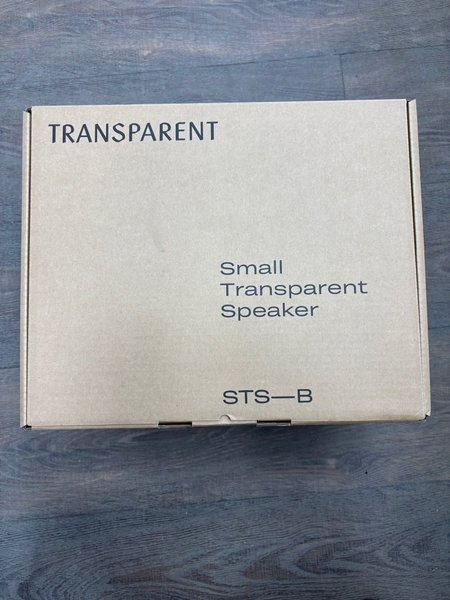 TRANSPARENT
Small
Transparent
Speaker
STS—B